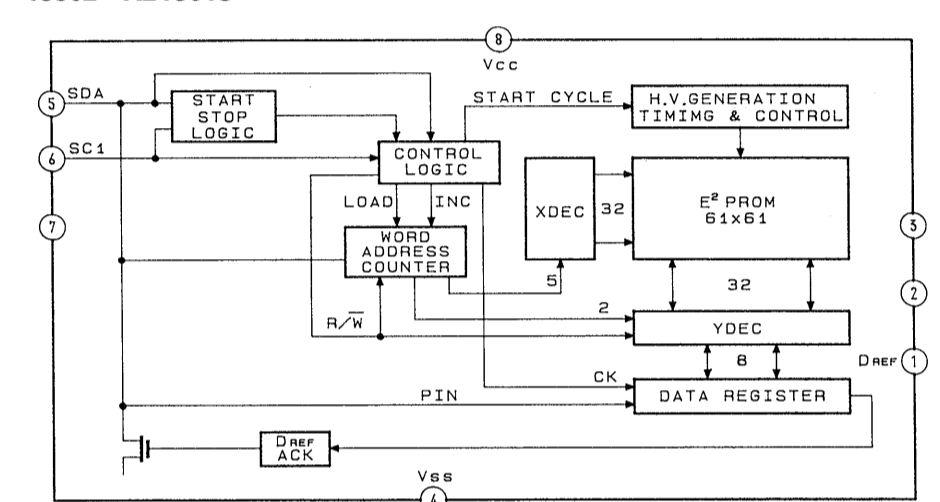 8
Vcc
5
SDA
START
STOP
LOGIC
START CYCLE
H.V.GENERATION
TIMIMG & CONTROL
6
SC1
CONTROL
LOGIC
7
LOAD
INC
XDEC
32
E² PROM
61x61
3
WORD
ADDRESS
COUNTER
5
32
2
2
R/W̅
YDEC
8
DREF
1
CK
PIN
DATA REGISTER
DREF
ACK
Vss
4